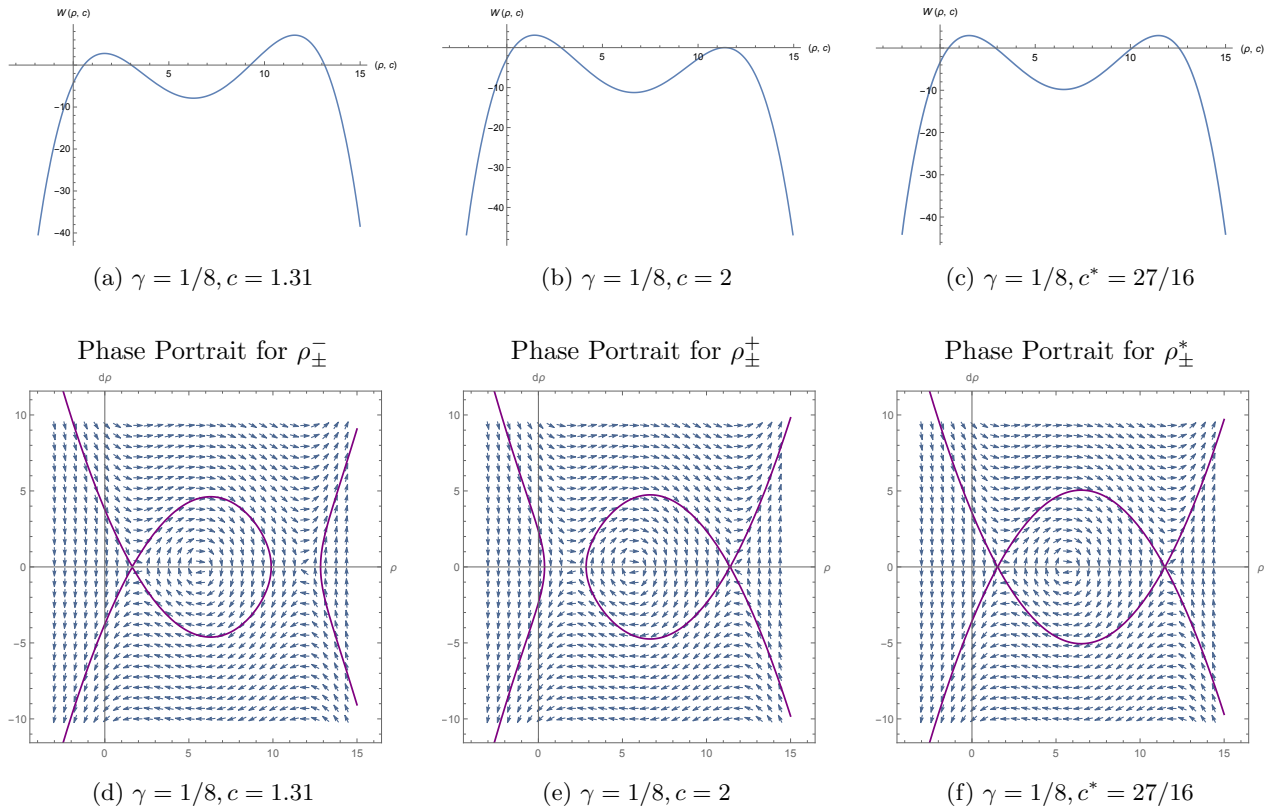 W (ρ, c)
(ρ, c)
5
10
15
-10
-20
-30
-40
(a) γ = 1/8, c = 1.31
W (ρ, c)
(ρ, c)
5
10
15
-10
-20
-30
-40
(b) γ = 1/8, c = 2
W (ρ, c)
(ρ, c)
5
10
15
-10
-20
-30
-40
(c) γ = 1/8, c* = 27/16
Phase Portrait for ρ₋⁺
dρ
10
5
0
-5
-10
0
5
10
15
ρ
(d) γ = 1/8, c = 1.31
Phase Portrait for ρ±⁺
dρ
10
5
0
-5
-10
0
5
10
15
ρ
(e) γ = 1/8, c = 2
Phase Portrait for ρ±*
dρ
10
5
0
-5
-10
0
5
10
15
ρ
(f) γ = 1/8, c* = 27/16